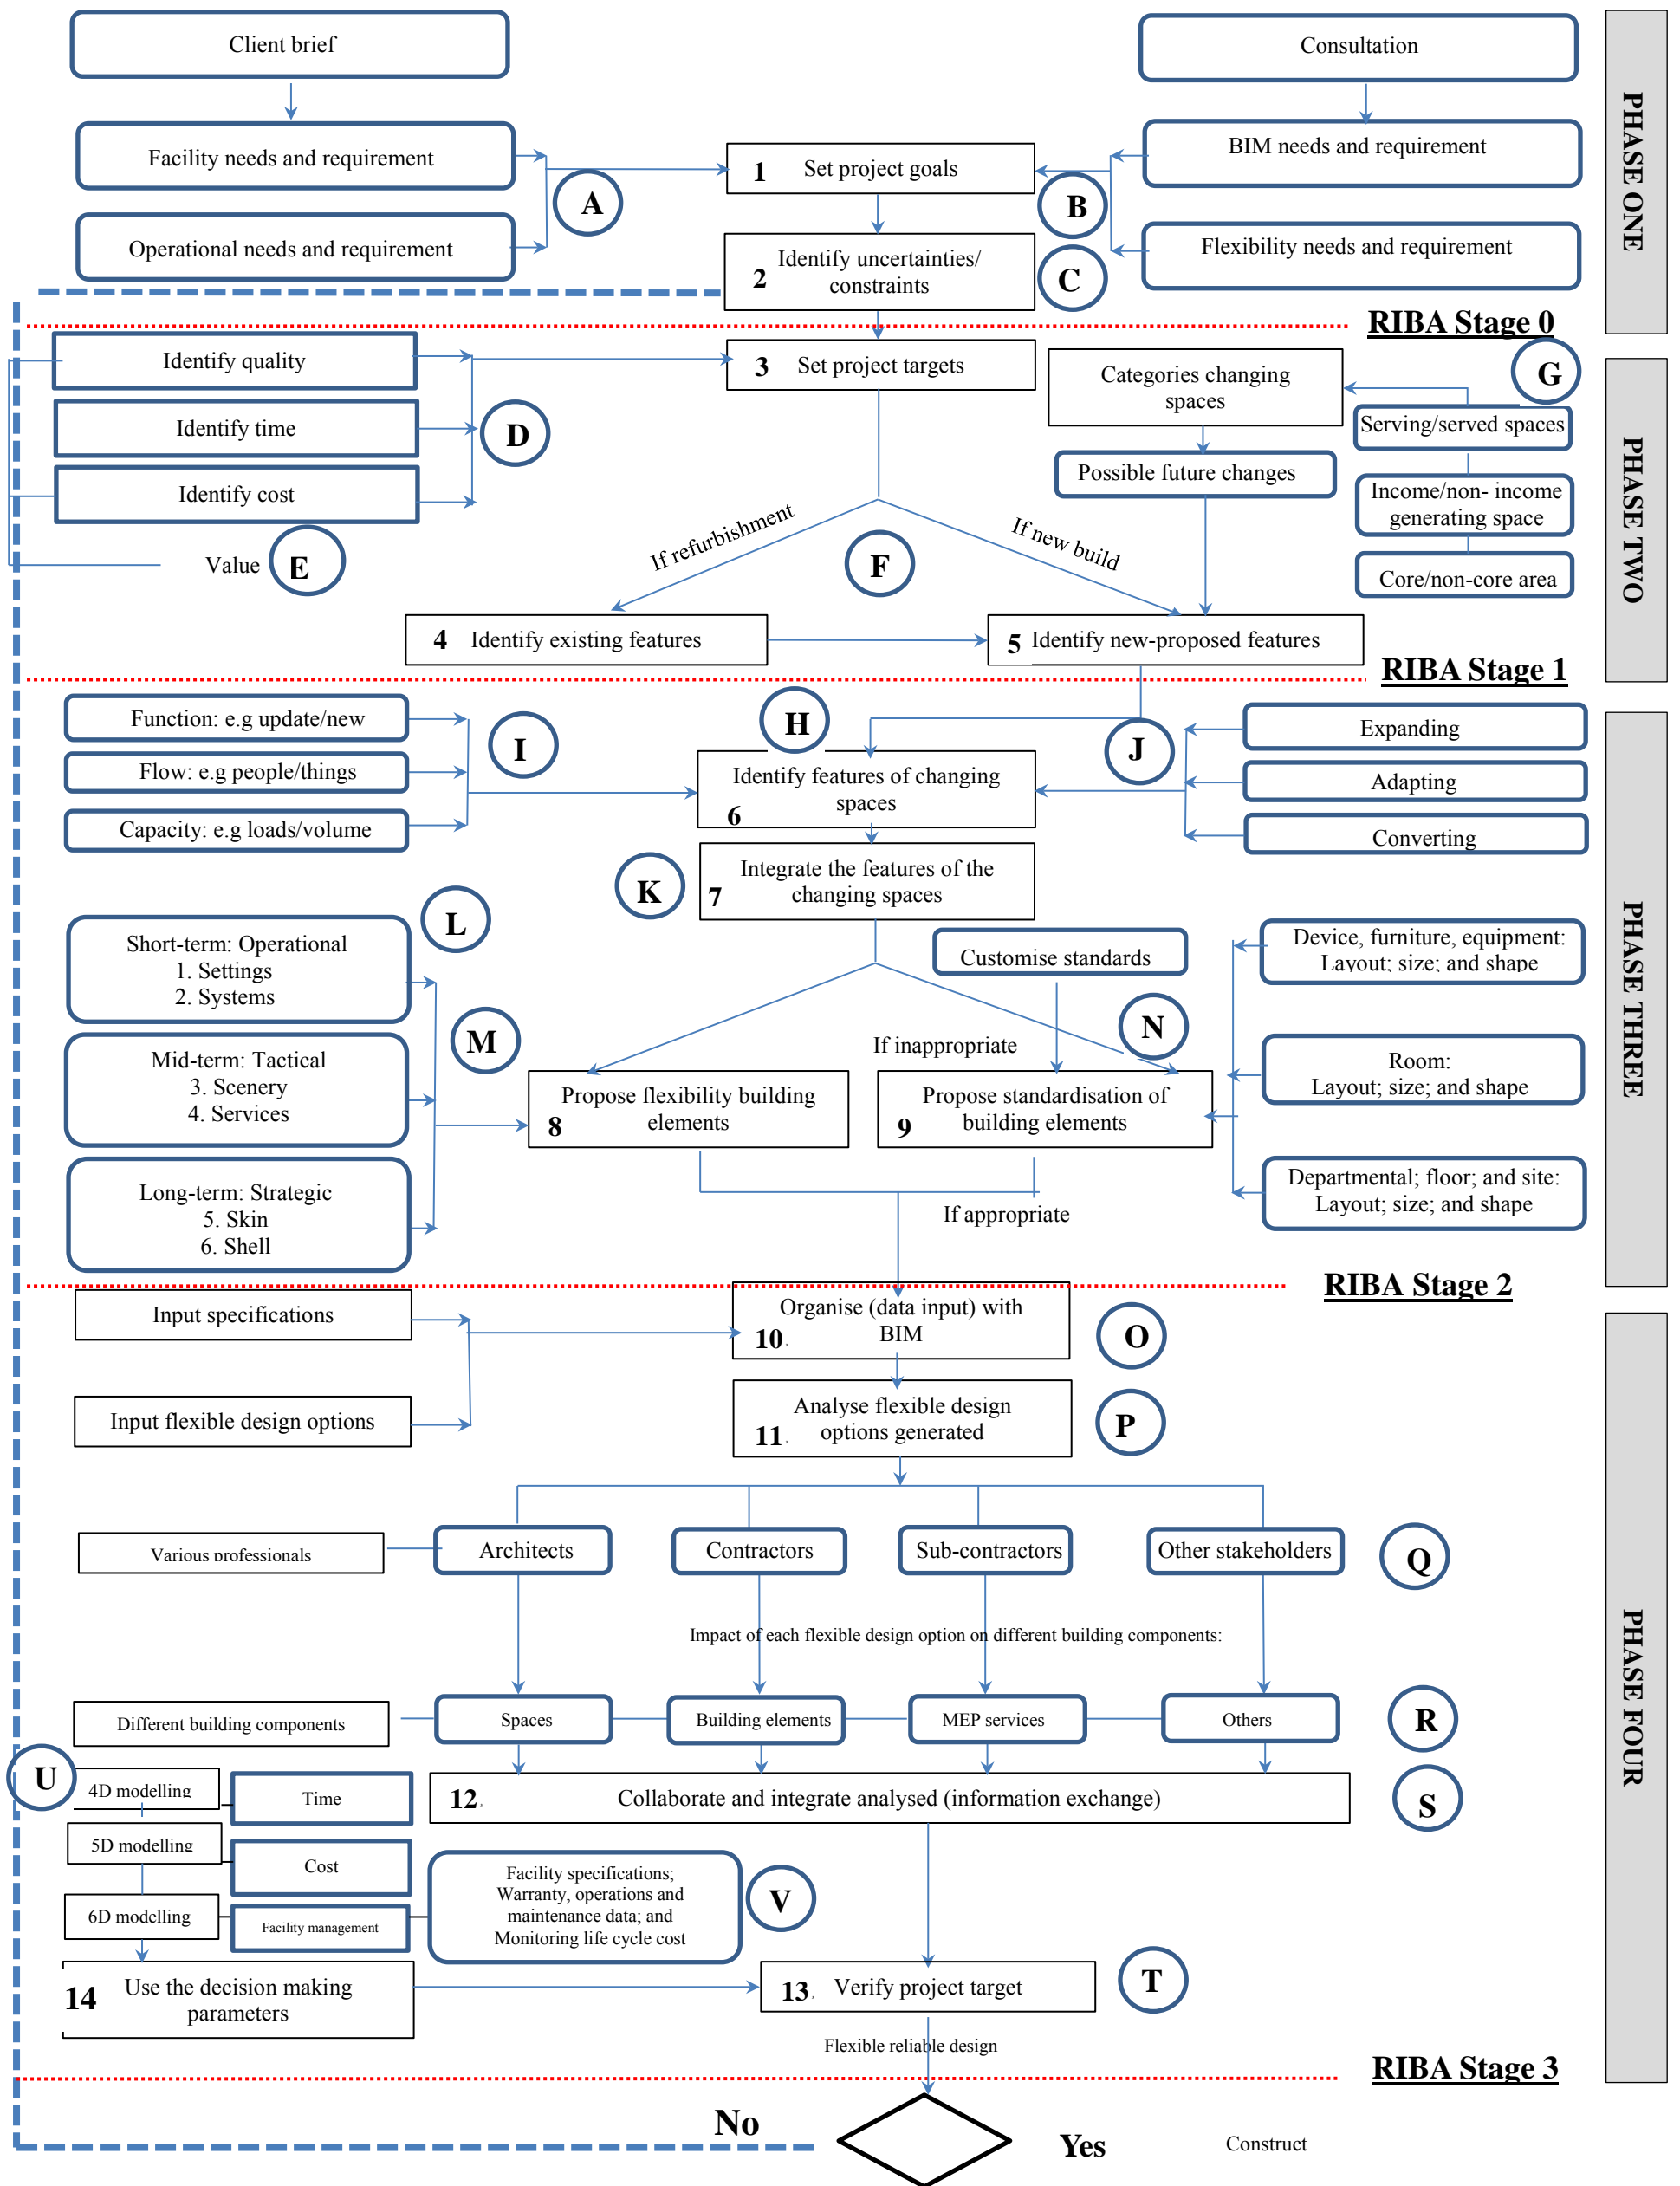 Client brief
Consultation
PHASE ONE
Facility needs and requirement
BIM needs and requirement
1 Set project goals
A
B
Operational needs and requirement
Flexibility needs and requirement
2 Identify uncertainties/
constraints
C
RIBA Stage 0
Identify quality
3 Set project targets
Categories changing
spaces
G
PHASE TWO
Identify time
D
Serving/served spaces
Possible future changes
Identify cost
Income/non- income
generating space
If refurbishment
If new build
Value
E
F
Core/non-core area
4 Identify existing features
5 Identify new-proposed features
RIBA Stage 1
Function: e.g update/new
H
Expanding
I
J
Flow: e.g people/things
Identify features of changing
spaces
6
Adapting
Capacity: e.g loads/volume
Converting
PHASE THREE
K
Integrate the features of the
changing spaces
7
L
Short-term: Operational
1. Settings
2. Systems
Customise standards
Device, furniture, equipment:
Layout; size; and shape
M
N
Mid-term: Tactical
3. Scenery
4. Services
If inappropriate
Room:
Layout; size; and shape
Propose flexibility building
elements
8
Propose standardisation of
building elements
9
Long-term: Strategic
5. Skin
6. Shell
If appropriate
Departmental; floor; and site:
Layout; size; and shape
RIBA Stage 2
Input specifications
Organise (data input) with
BIM
10.
O
PHASE FOUR
Input flexible design options
Analyse flexible design
options generated
11.
P
Various professionals
Architects
Contractors
Sub-contractors
Other stakeholders
Q
Impact of each flexible design option on different building components:
Different building components
Spaces
Building elements
MEP services
Others
R
U
4D modelling
Time
12. Collaborate and integrate analysed (information exchange)
S
5D modelling
Cost
6D modelling
Facility management
Facility specifications;
Warranty, operations and
maintenance data; and
Monitoring life cycle cost
V
14 Use the decision making
parameters
13. Verify project target
T
Flexible reliable design
RIBA Stage 3
No
Yes
Construct